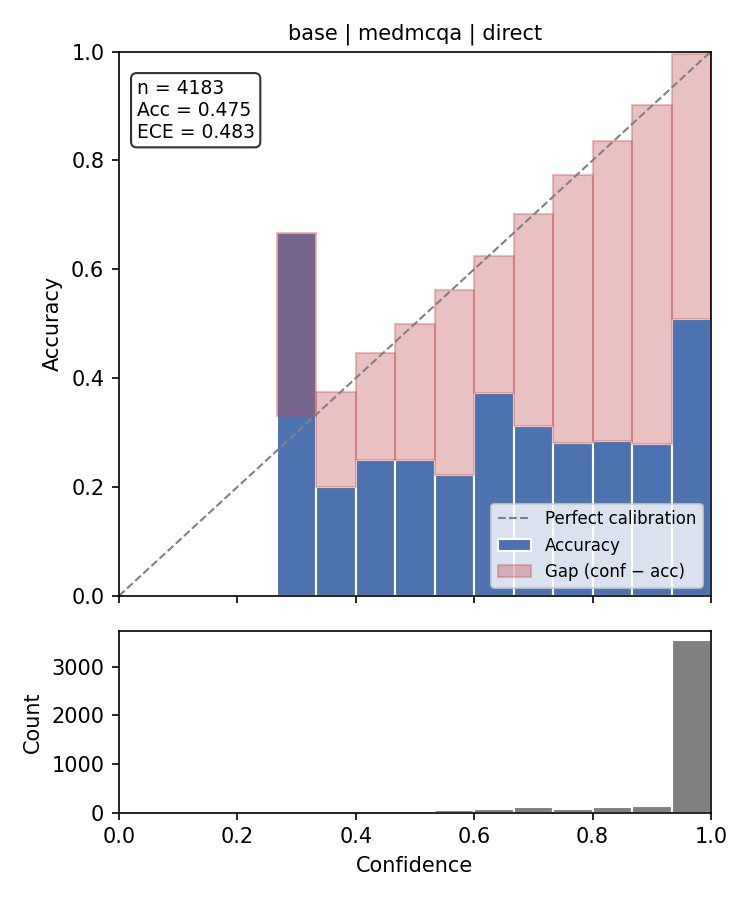 base | medmcqa | direct
n = 4183
Acc = 0.475
ECE = 0.483
1.0
0.8
0.6
0.4
0.2
0.0
Accuracy
Perfect calibration
Accuracy
Gap (conf − acc)
3000
2000
1000
0
Count
0.0 0.2 0.4 0.6 0.8 1.0
Confidence